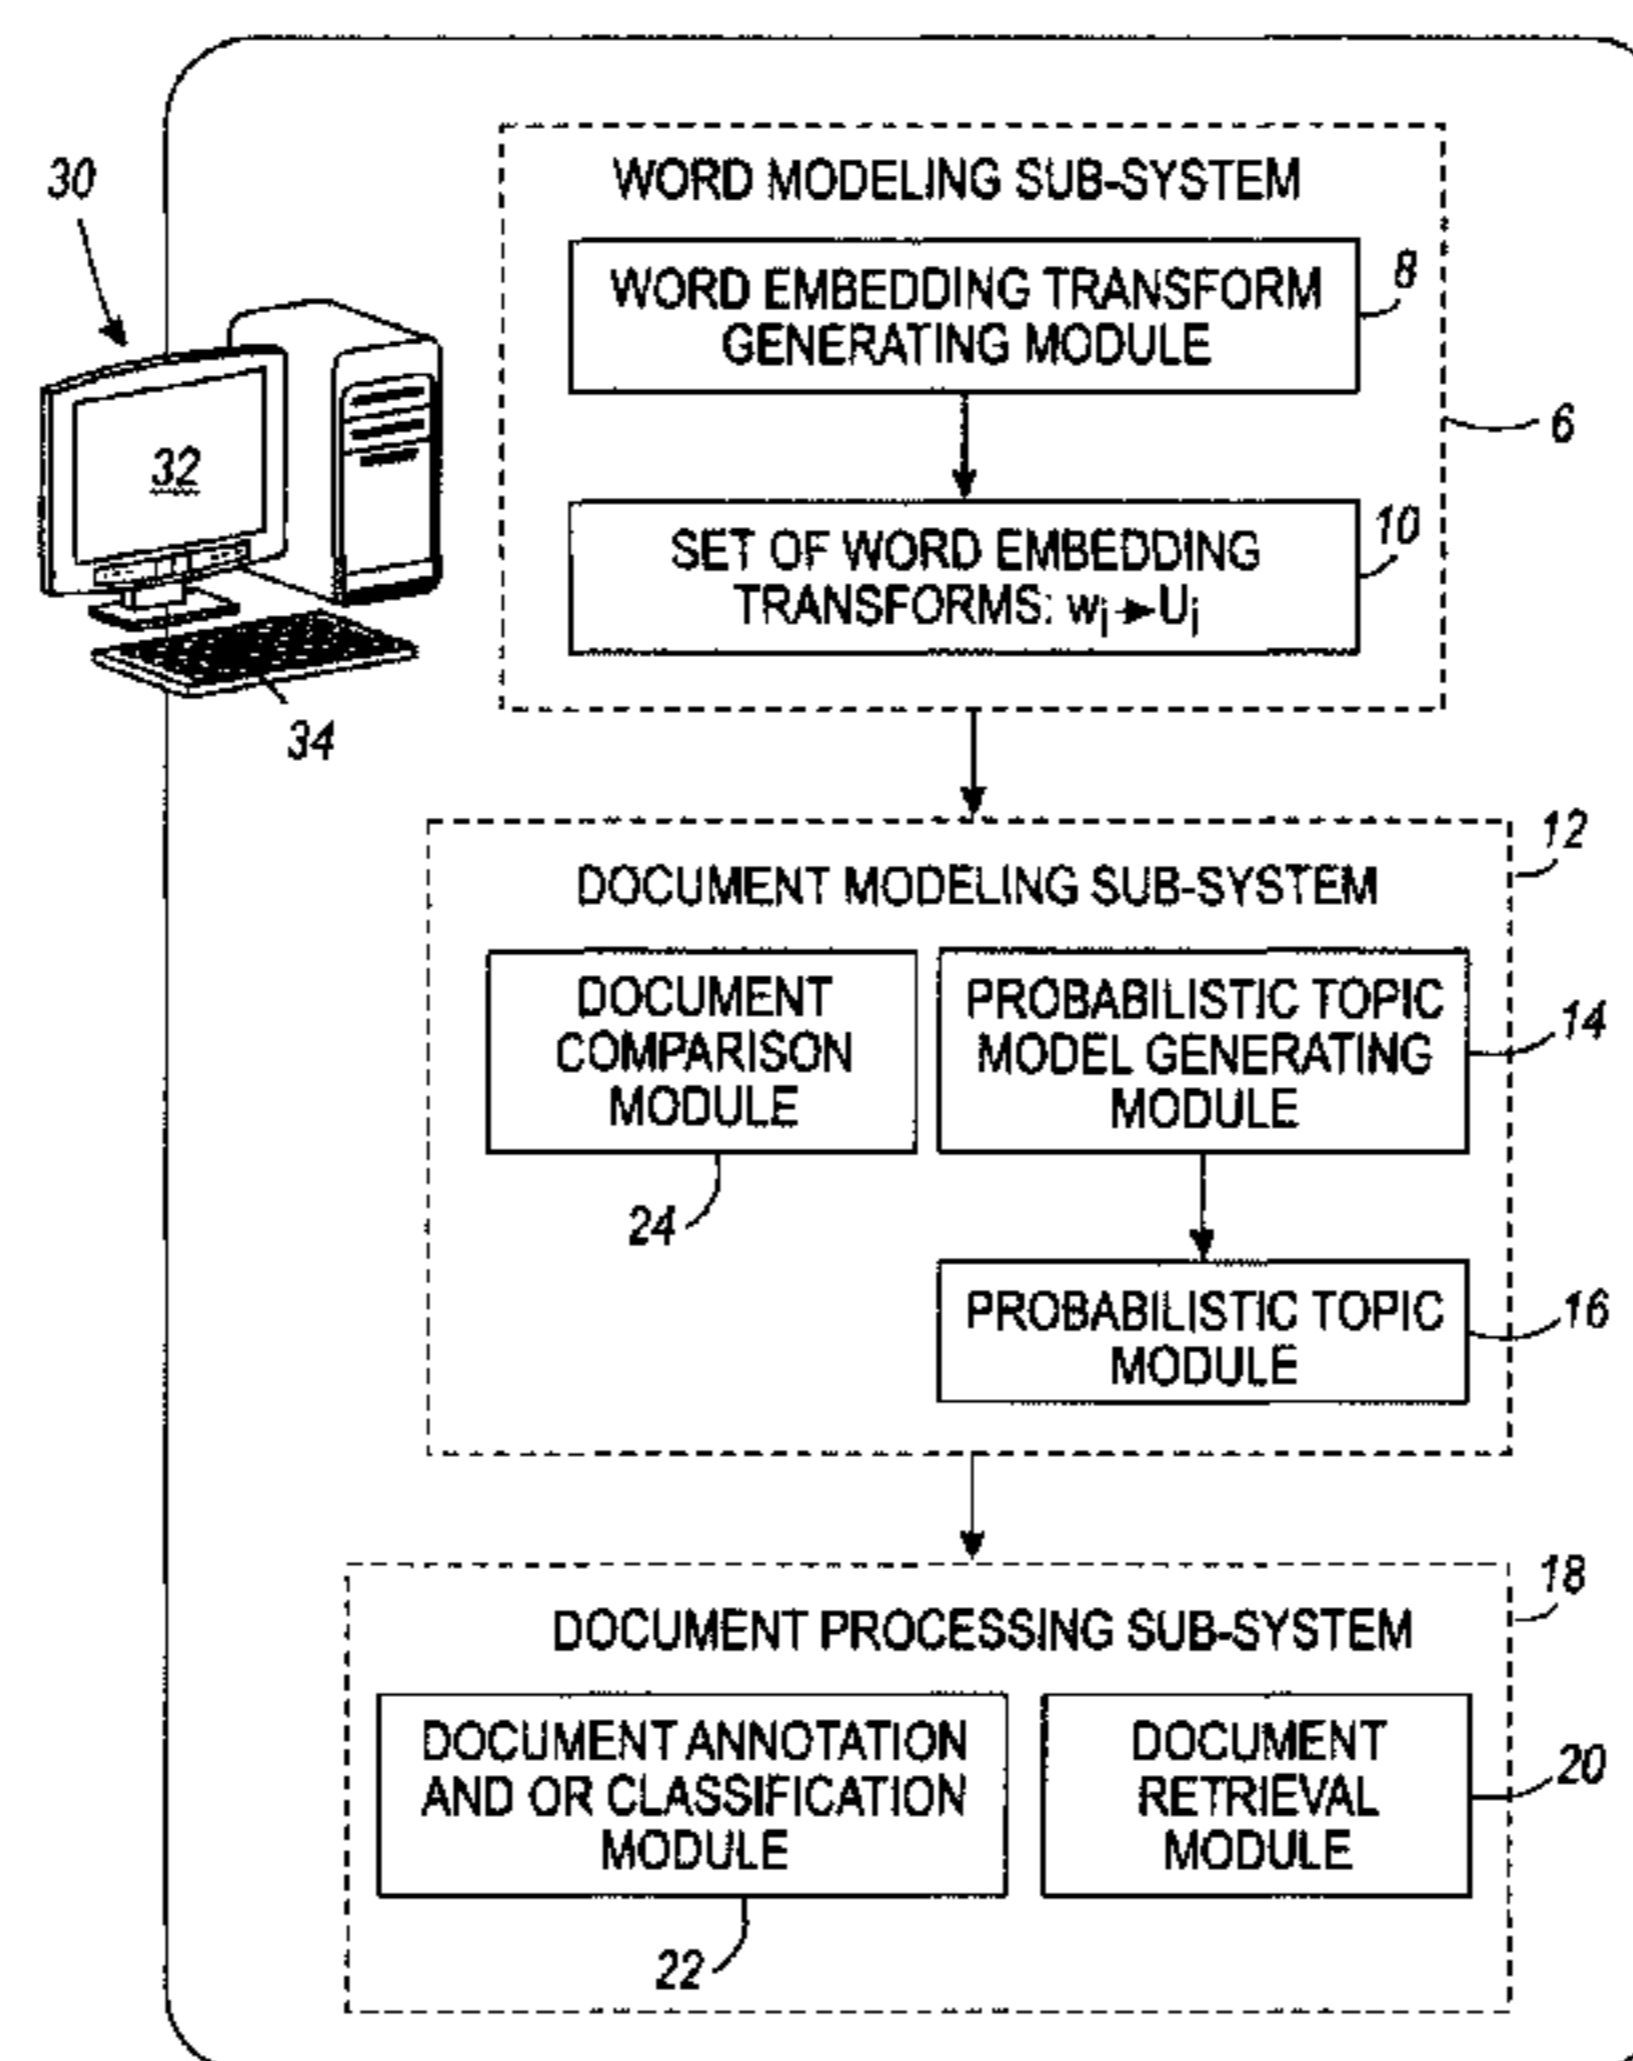 30
32
34
WORD MODELING SUB-SYSTEM
WORD EMBEDDING TRANSFORM
GENERATING MODULE
8
6
SET OF WORD EMBEDDING
TRANSFORMS: wi→Ui
10
DOCUMENT MODELING SUB-SYSTEM
12
DOCUMENT
COMPARISON
MODULE
24
PROBABILISTIC TOPIC
MODEL GENERATING
MODULE
14
PROBABILISTIC TOPIC
MODULE
16
DOCUMENT PROCESSING SUB-SYSTEM
18
DOCUMENT ANNOTATION
AND OR CLASSIFICATION
MODULE
22
DOCUMENT
RETRIEVAL
MODULE
20